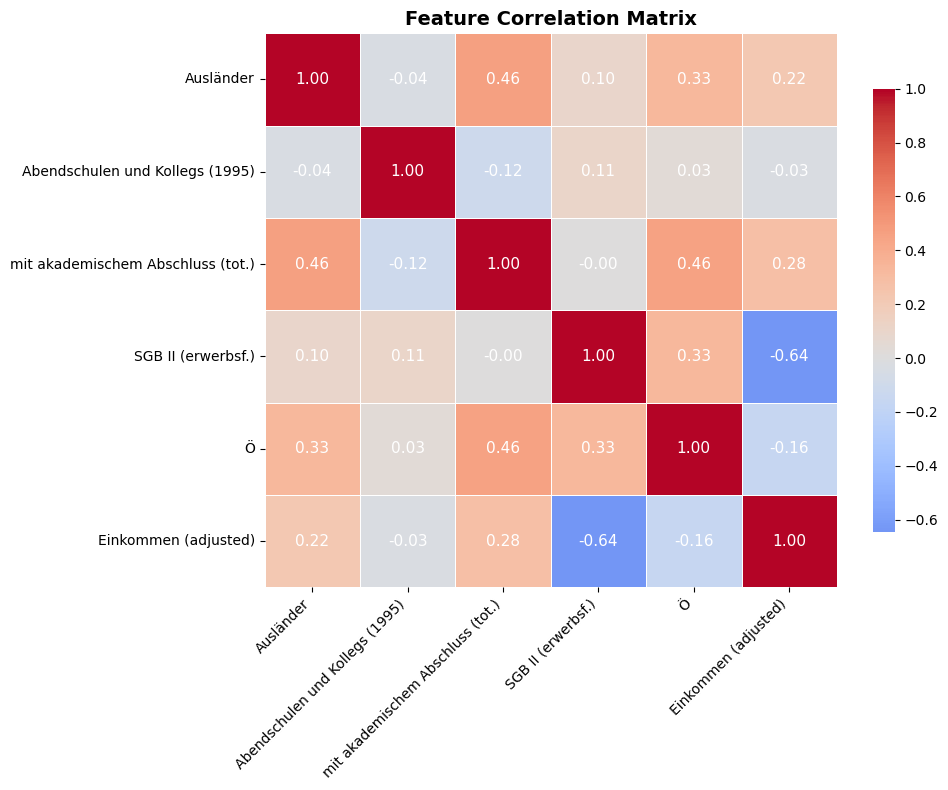 Feature Correlation Matrix
Ausländer 1.00 -0.04 0.46 0.10 0.33 0.22
Abendschulen und Kollegs (1995) -0.04 1.00 -0.12 0.11 0.03 -0.03
mit akademischem Abschluss (tot.) 0.46 -0.12 1.00 -0.00 0.46 0.28
SGB II (erwerbsf.) 0.10 0.11 -0.00 1.00 0.33 -0.64
Ö 0.33 0.03 0.46 0.33 1.00 -0.16
Einkommen (adjusted) 0.22 -0.03 0.28 -0.64 -0.16 1.00
Ausländer
Abendschulen und Kollegs (1995)
mit akademischem Abschluss (tot.)
SGB II (erwerbsf.)
Ö
Einkommen (adjusted)
1.0
0.8
0.6
0.4
0.2
0.0
−0.2
−0.4
−0.6